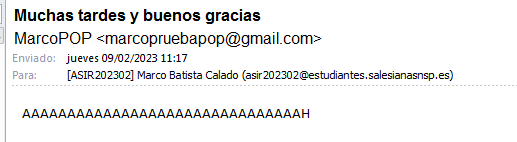 Muchas tardes y buenos gracias
MarcoPOP <marcopruebapop@gmail.com>
Enviado: jueves 09/02/2023 11:17
Para: [ASIR202302] Marco Batista Calado (asir202302@estudiantes.salesianasnsp.es)
AAAAAAAAAAAAAAAAAAAAAAAAAAAAAAAH